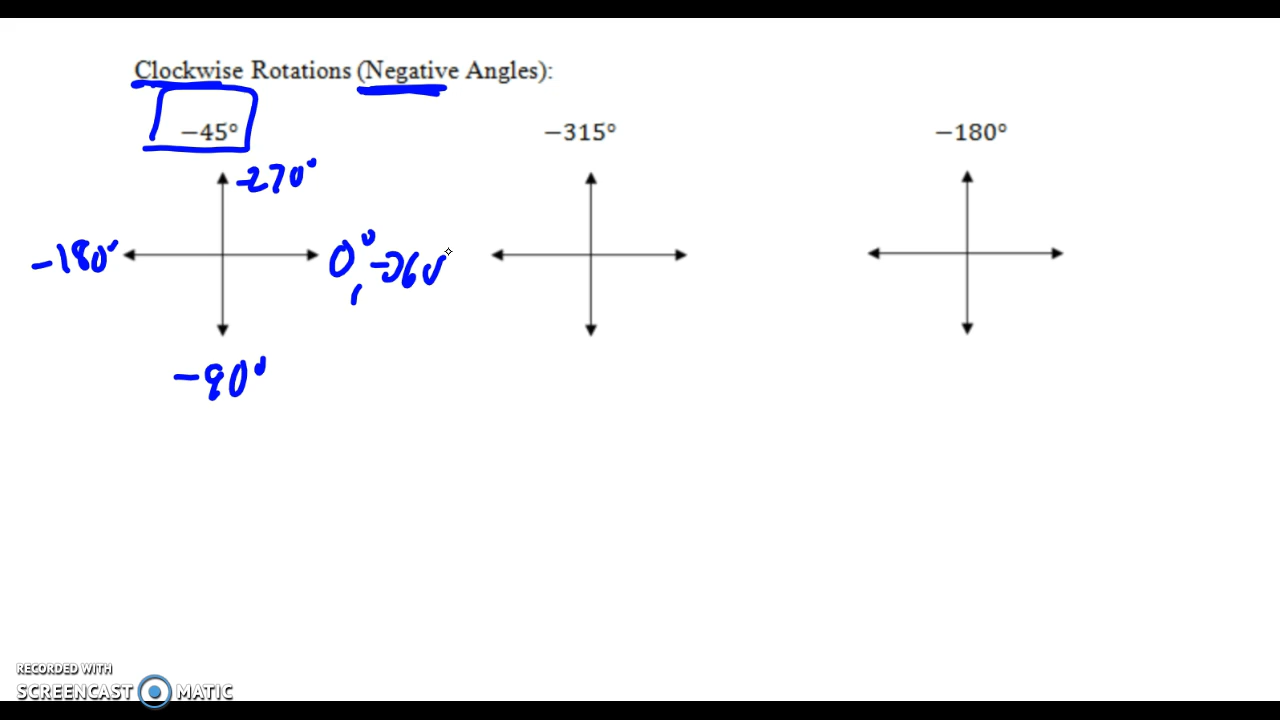 Clockwise Rotations (Negative Angles):
−45° −315° −180°
-270°
-180° 0°, -360
-90°
RECORDED WITH
SCREENCAST MATIC